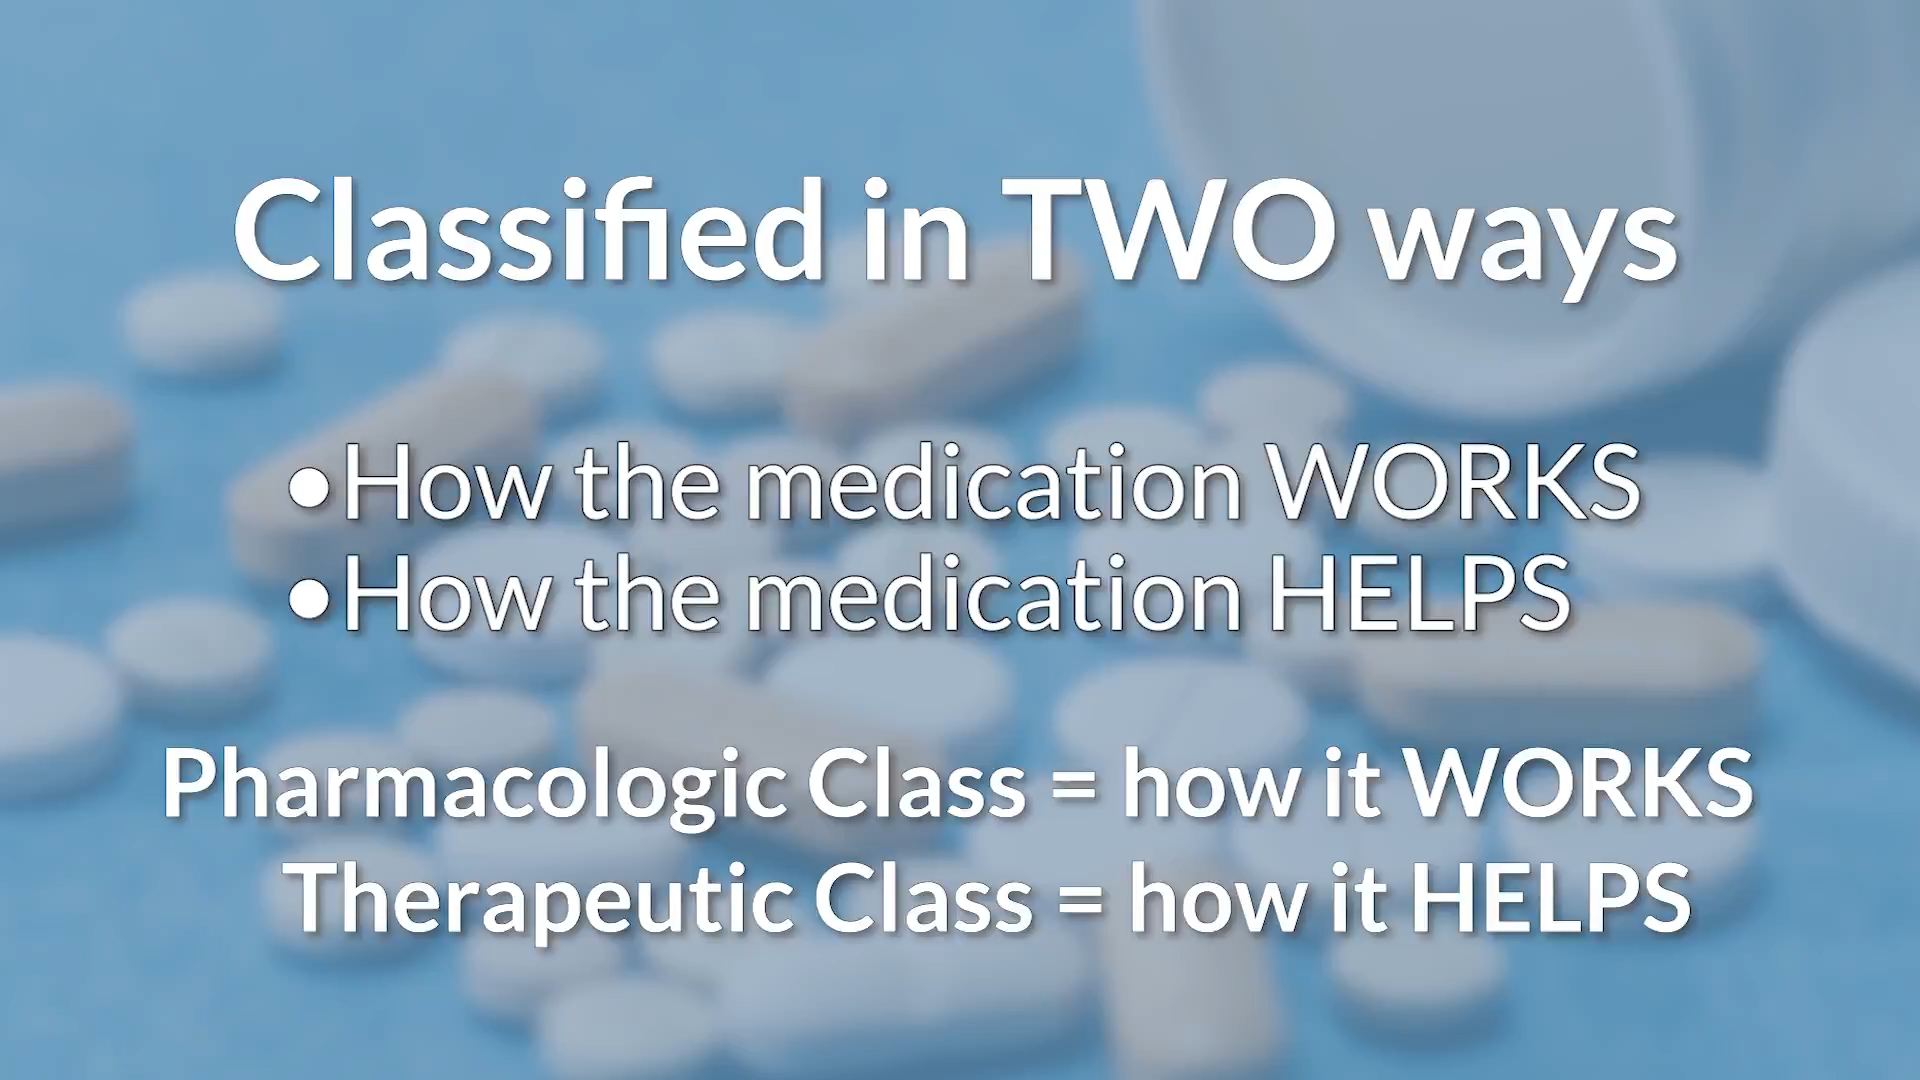 Classified in TWO ways
•How the medication WORKS
•How the medication HELPS
Pharmacologic Class = how it WORKS
Therapeutic Class = how it HELPS